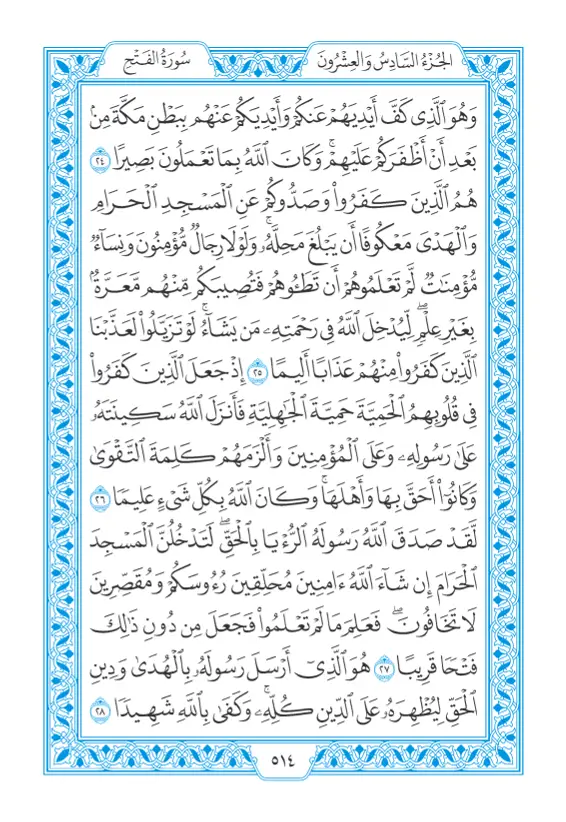 الجُزْءُ السَّادِسُ وَالعِشْرُونَ
سُورَةُ الفَتْحِ
وَهُوَ ٱلَّذِى كَفَّ أَيْدِيَهُمْ عَنكُمْ وَأَيْدِيَكُمْ عَنْهُم بِبَطْنِ مَكَّةَ مِنۢ
بَعْدِ أَنْ أَظْفَرَكُمْ عَلَيْهِمْ ۚ وَكَانَ ٱللَّهُ بِمَا تَعْمَلُونَ بَصِيرًا ٢٤
هُمُ ٱلَّذِينَ كَفَرُوا۟ وَصَدُّوكُمْ عَنِ ٱلْمَسْجِدِ ٱلْحَرَامِ
وَٱلْهَدْىَ مَعْكُوفًا أَن يَبْلُغَ مَحِلَّهُۥ ۚ وَلَوْلَا رِجَالٌ مُّؤْمِنُونَ وَنِسَآءٌ
مُّؤْمِنَٰتٌ لَّمْ تَعْلَمُوهُمْ أَن تَطَـُٔوهُمْ فَتُصِيبَكُم مِّنْهُم مَّعَرَّةٌۢ
بِغَيْرِ عِلْمٍ ۖ لِّيُدْخِلَ ٱللَّهُ فِى رَحْمَتِهِۦ مَن يَشَآءُ ۚ لَوْ تَزَيَّلُوا۟ لَعَذَّبْنَا
ٱلَّذِينَ كَفَرُوا۟ مِنْهُمْ عَذَابًا أَلِيمًا ٢٥ إِذْ جَعَلَ ٱلَّذِينَ كَفَرُوا۟
فِى قُلُوبِهِمُ ٱلْحَمِيَّةَ حَمِيَّةَ ٱلْجَٰهِلِيَّةِ فَأَنزَلَ ٱللَّهُ سَكِينَتَهُۥ
عَلَىٰ رَسُولِهِۦ وَعَلَى ٱلْمُؤْمِنِينَ وَأَلْزَمَهُمْ كَلِمَةَ ٱلتَّقْوَىٰ
وَكَانُوٓا۟ أَحَقَّ بِهَا وَأَهْلَهَا ۚ وَكَانَ ٱللَّهُ بِكُلِّ شَىْءٍ عَلِيمًا ٢٦
لَّقَدْ صَدَقَ ٱللَّهُ رَسُولَهُ ٱلرُّءْيَا بِٱلْحَقِّ ۖ لَتَدْخُلُنَّ ٱلْمَسْجِدَ
ٱلْحَرَامَ إِن شَآءَ ٱللَّهُ ءَامِنِينَ مُحَلِّقِينَ رُءُوسَكُمْ وَمُقَصِّرِينَ
لَا تَخَافُونَ ۖ فَعَلِمَ مَا لَمْ تَعْلَمُوا۟ فَجَعَلَ مِن دُونِ ذَٰلِكَ
فَتْحًا قَرِيبًا ٢٧ هُوَ ٱلَّذِىٓ أَرْسَلَ رَسُولَهُۥ بِٱلْهُدَىٰ وَدِينِ
ٱلْحَقِّ لِيُظْهِرَهُۥ عَلَى ٱلدِّينِ كُلِّهِۦ ۚ وَكَفَىٰ بِٱللَّهِ شَهِيدًا ٢٨
٥١٤